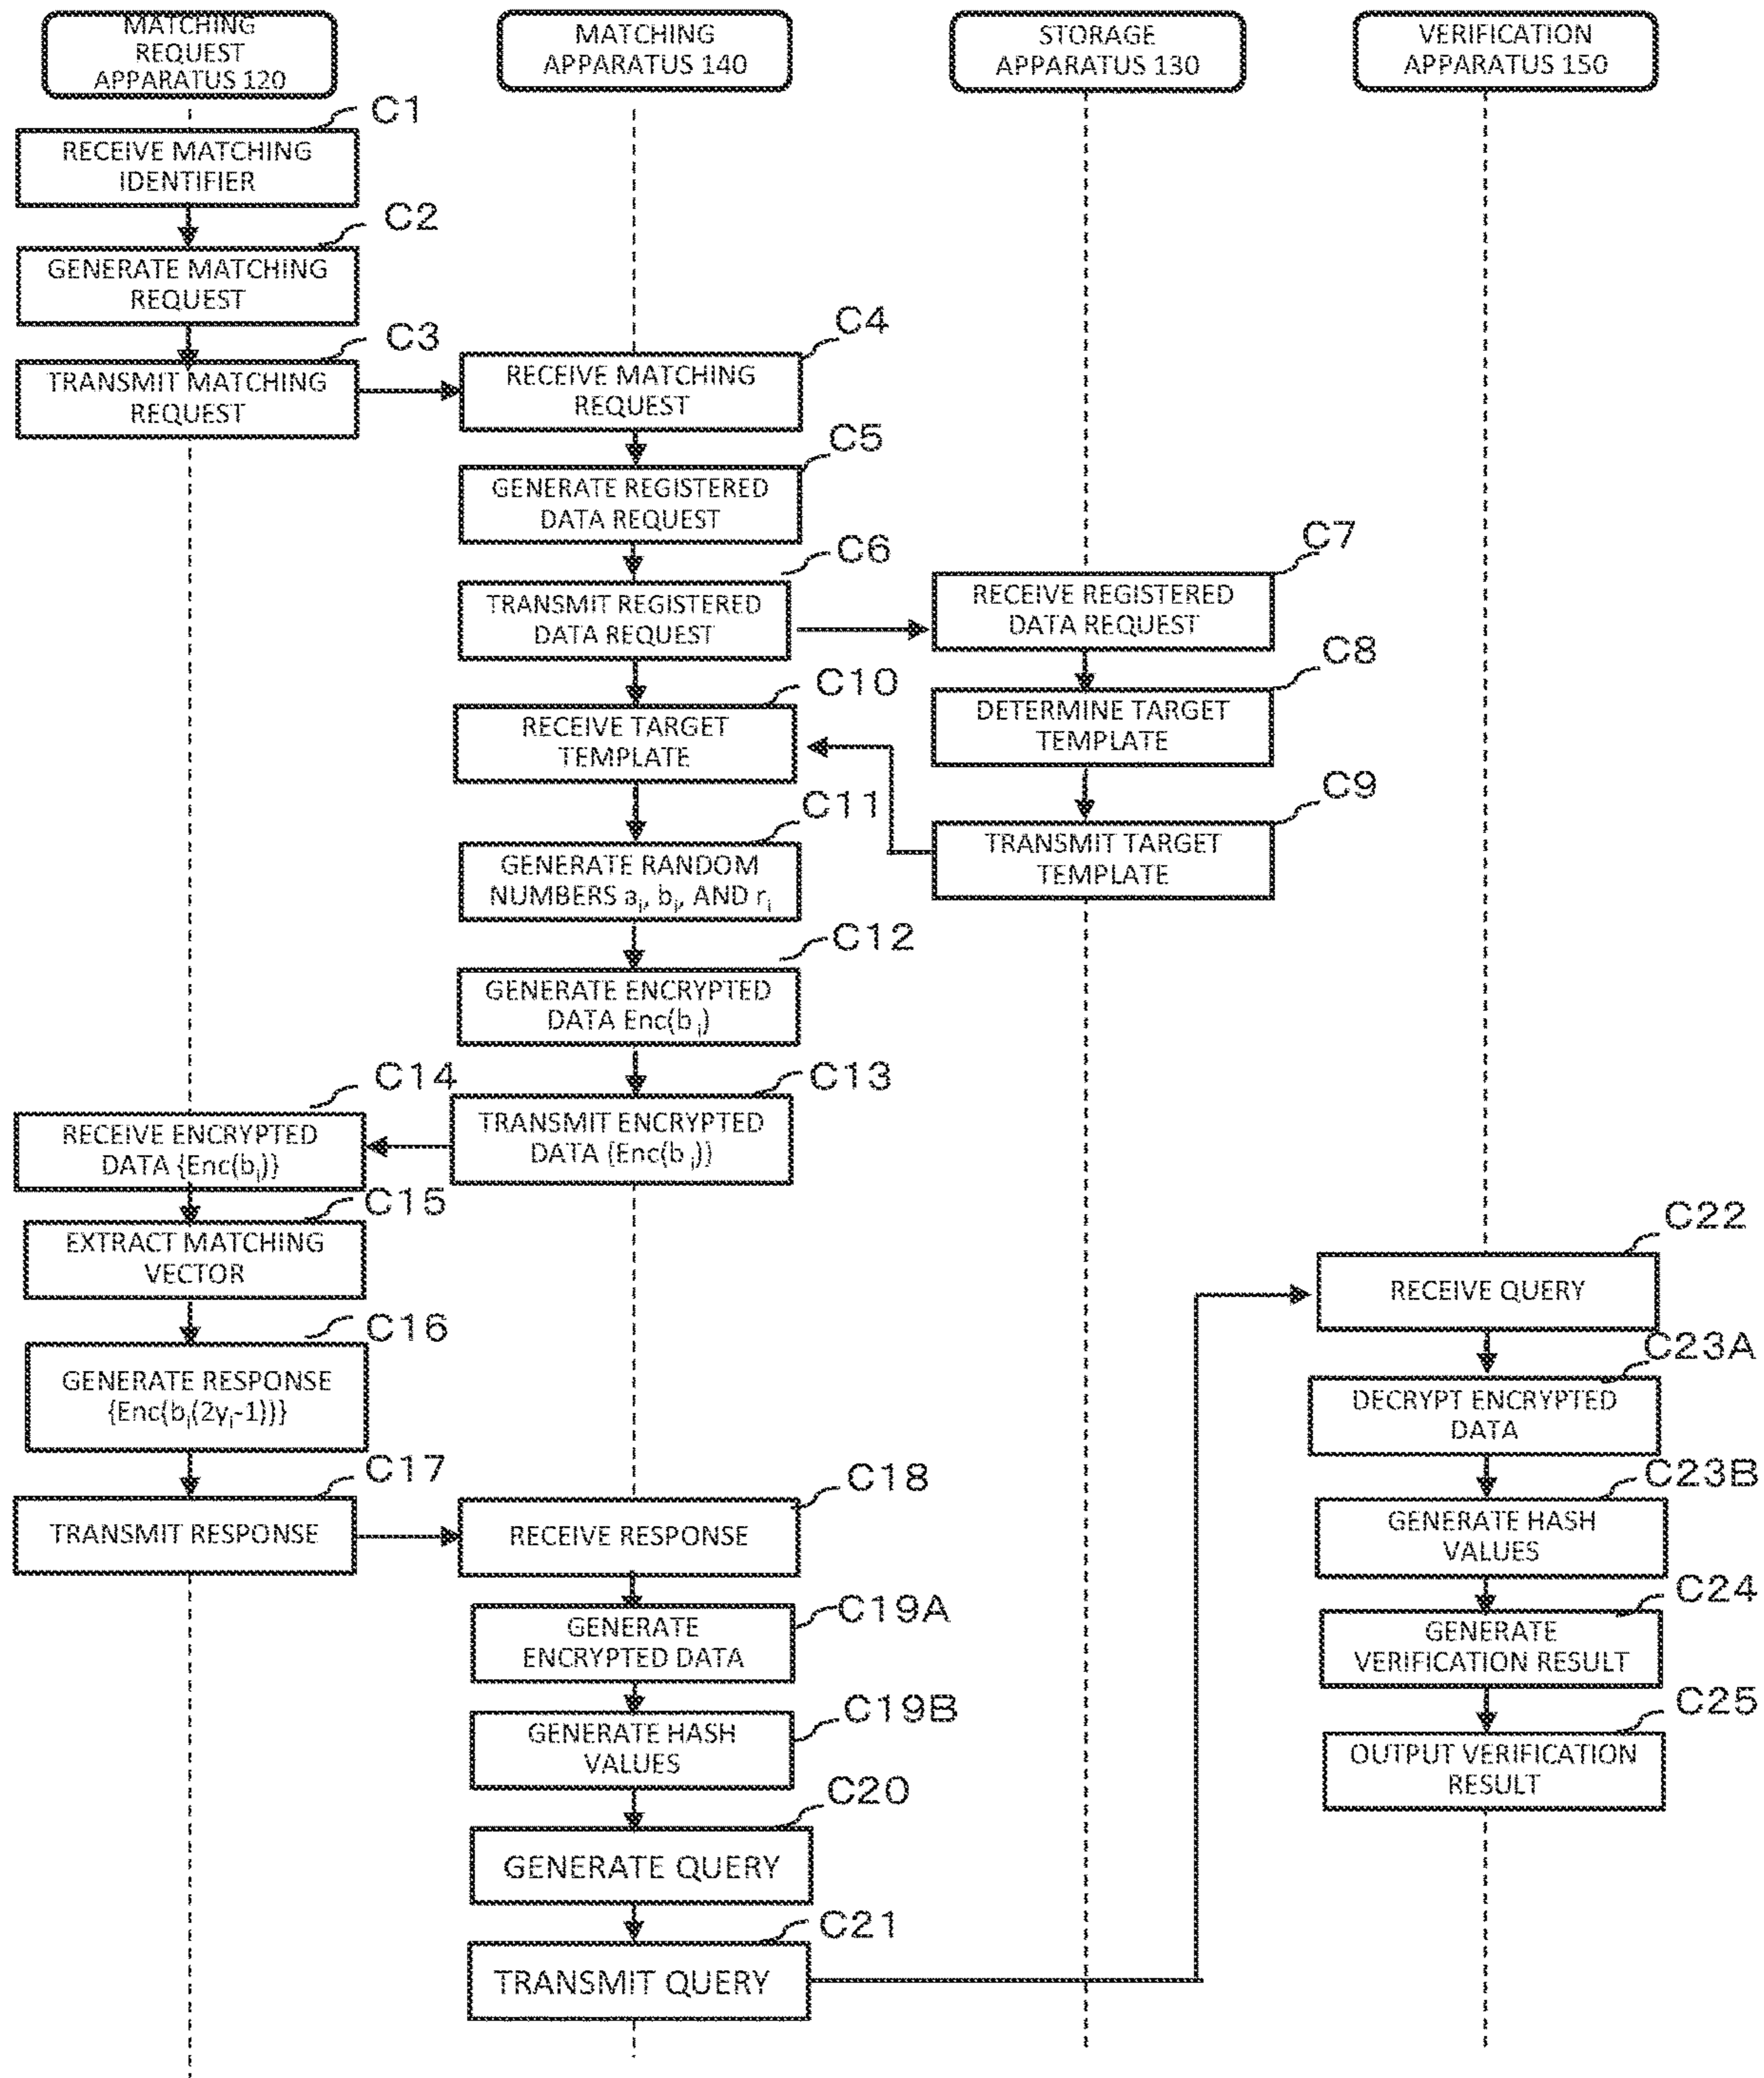 MATCHING
REQUEST
APPARATUS 120
MATCHING
APPARATUS 140
STORAGE
APPARATUS 130
VERIFICATION
APPARATUS 150
C1
RECEIVE MATCHING
IDENTIFIER
C2
GENERATE MATCHING
REQUEST
C3
TRANSMIT MATCHING
REQUEST
C4
RECEIVE MATCHING
REQUEST
C5
GENERATE REGISTERED
DATA REQUEST
C6
TRANSMIT REGISTERED
DATA REQUEST
C7
RECEIVE REGISTERED
DATA REQUEST
C8
DETERMINE TARGET
TEMPLATE
C9
TRANSMIT TARGET
TEMPLATE
C10
RECEIVE TARGET
TEMPLATE
C11
GENERATE RANDOM
NUMBERS aᵢ, bᵢ, AND rᵢ
C12
GENERATE ENCRYPTED
DATA Enc(bᵢ)
C13
TRANSMIT ENCRYPTED
DATA {Enc(bᵢ)}
C14
RECEIVE ENCRYPTED
DATA {Enc(bᵢ)}
C15
EXTRACT MATCHING
VECTOR
C16
GENERATE RESPONSE
{Enc(bᵢ(2yᵢ-1))}
C17
TRANSMIT RESPONSE
C18
RECEIVE RESPONSE
C19A
GENERATE
ENCRYPTED DATA
C19B
GENERATE HASH
VALUES
C20
GENERATE QUERY
C21
TRANSMIT QUERY
C22
RECEIVE QUERY
C23A
DECRYPT ENCRYPTED
DATA
C23B
GENERATE HASH
VALUES
C24
GENERATE
VERIFICATION RESULT
C25
OUTPUT VERIFICATION
RESULT